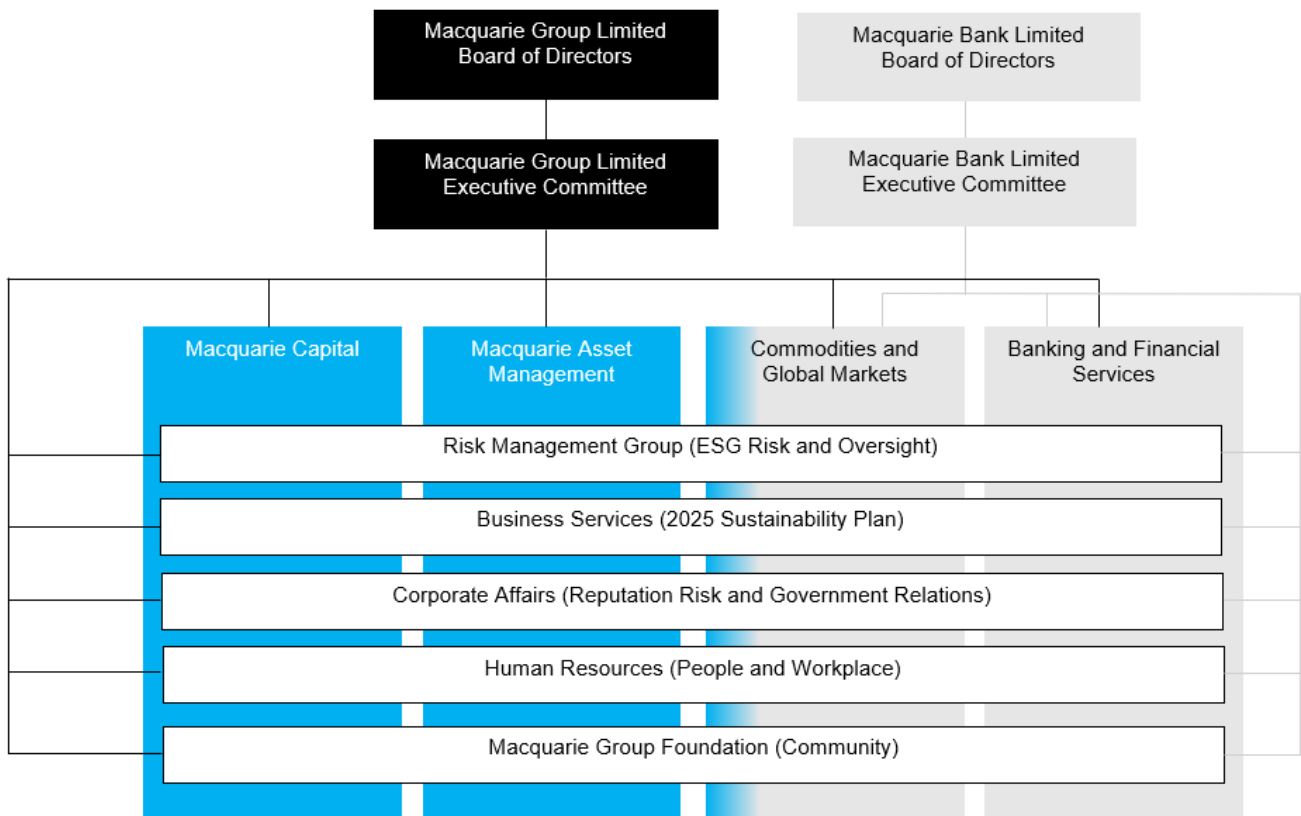 Macquarie Group Limited
Board of Directors
Macquarie Bank Limited
Board of Directors
Macquarie Group Limited
Executive Committee
Macquarie Bank Limited
Executive Committee
Macquarie Capital
Macquarie Asset
Management
Commodities and
Global Markets
Banking and Financial
Services
Risk Management Group (ESG Risk and Oversight)
Business Services (2025 Sustainability Plan)
Corporate Affairs (Reputation Risk and Government Relations)
Human Resources (People and Workplace)
Macquarie Group Foundation (Community)